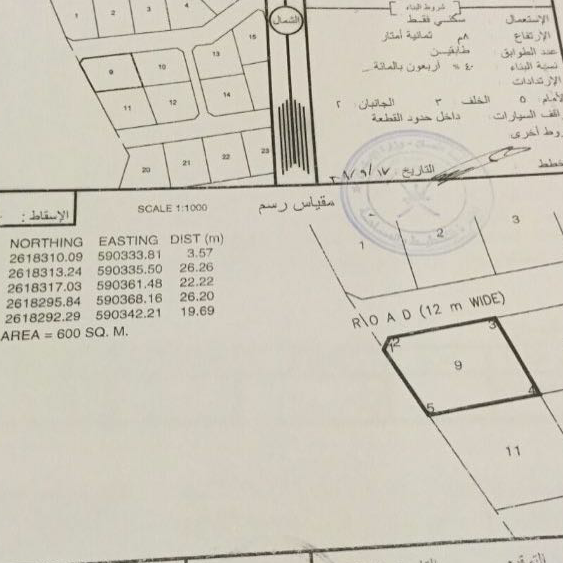 شروط البناء
الإستعمال سكني فقط
الإرتفاع ٨م ثمانية أمتار
عدد الطوابق طابقين
نسبة البناء ٤٠٪ أربعون بالمائة
الإرتدادات
الأمام: ٥ الخلف ٣ الجانبان ٢
مواقف السيارات: داخل حدود القطعة
شروط أخرى
التاريخ:
الشمال
1 2 3 4
9 10 13 15
11 12 14
20 21 22 23
الإسقاط:
SCALE 1:1000
مقياس رسم
NORTHING EASTING DIST (m)
2618310.09 590333.81 3.57
2618313.24 590335.50 26.26
2618317.03 590361.48 22.22
2618295.84 590368.16 26.20
2618292.29 590342.21 19.69
AREA = 600 SQ. M.
1 2 3
ROAD (12 m WIDE)
1 2 3
9
4
5
11